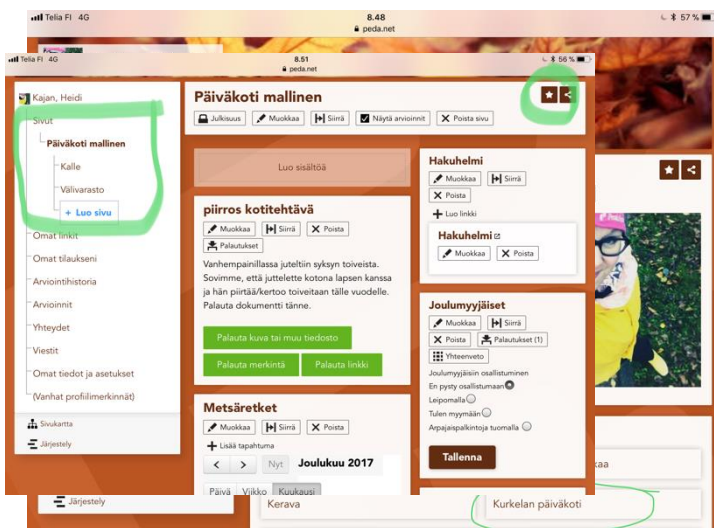 Telia FI 4G 8.48 57 %
peda.net
Telia FI 4G 8.51 56 %
peda.net
Kajan, Heidi
Sivut
Päiväkoti mallinen
Kalle
Välivarasto
+ Luo sivu
Omat linkit
Omat tilaukseni
Arviointihistoria
Arvioinnit
Yhteydet
Viestit
Omat tiedot ja asetukset
(Vanhat profiilimerkinnät)
Sivukartta
Järjestely
Päiväkoti mallinen
Julkisuus Muokkaa Siirrä Näytä arvioinnit Poista sivu
Luo sisältöä
piirros kotitehtävä
Muokkaa Siirrä Poista
Palautukset
Vanhempainillassa juteltiin syksyn toiveista.
Sovimme, että juttelette kotona lapsen kanssa
ja hän piirtää/kertoo toiveitaan tälle vuodelle.
Palauta dokumentti tänne.
Palauta kuva tai muu tiedosto
Palauta merkintä Palauta linkki
Metsäretket
Muokkaa Siirrä Poista
+ Lisää tapahtuma
< > Nyt Joulukuu 2017
Päivä Viikko Kuukausi
Hakuhelmi
Muokkaa Siirrä
Poista
+ Luo linkki
Hakuhelmi
Muokkaa Poista
Joulumyyjäiset
Muokkaa Siirrä
Poista Palautukset (1)
Yhteenveto
Joulumyyjäisiin osallistuminen
En pysty osallistumaan
Leipomalla
Tulen myymään
Arpajaispalkintoja tuomalla
Tallenna
kaa
Järjestely
Kerava
Kurkelan päiväkoti